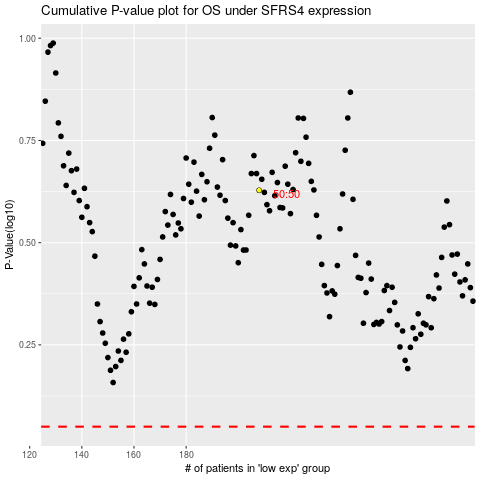 Cumulative P-value plot for OS under SFRS4 expression
P-Value(log10)
1.00
0.75
0.50
0.25
50:50
120 140 160 180
# of patients in 'low exp' group